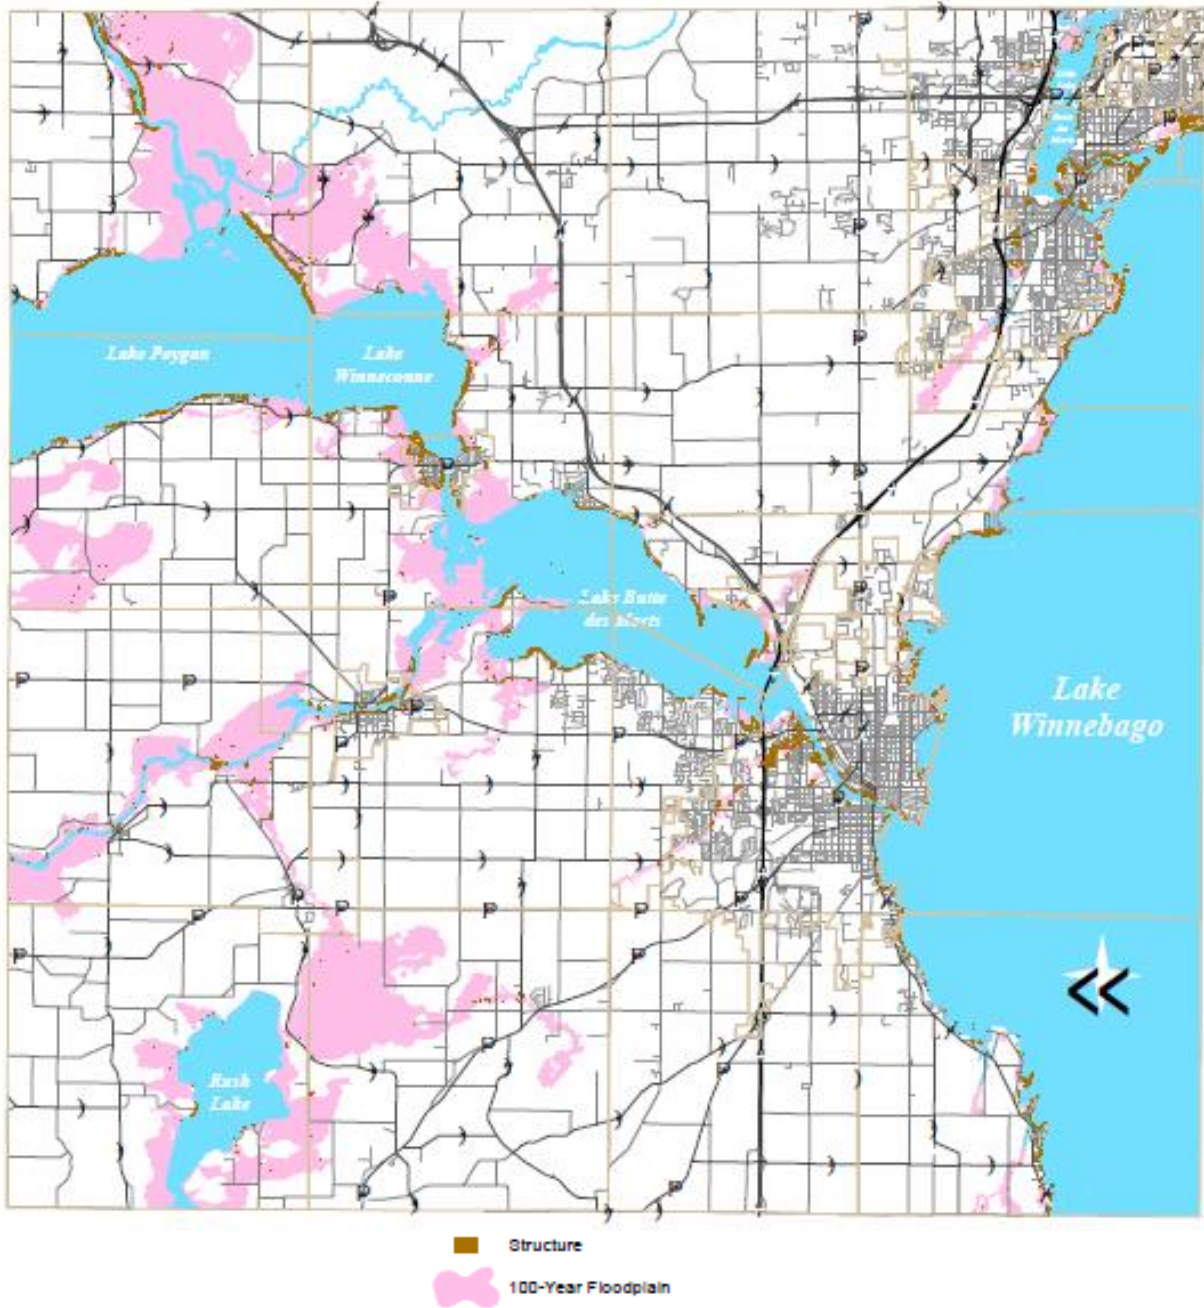 Lake Poygan
Lake
Winneconne
Lake Butte
des Morts
Lake
Winnebago
Rush
Lake
Structure
100-Year Floodplain